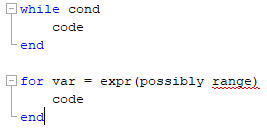 while cond
code
end
for var = expr(possibly range)
code
end